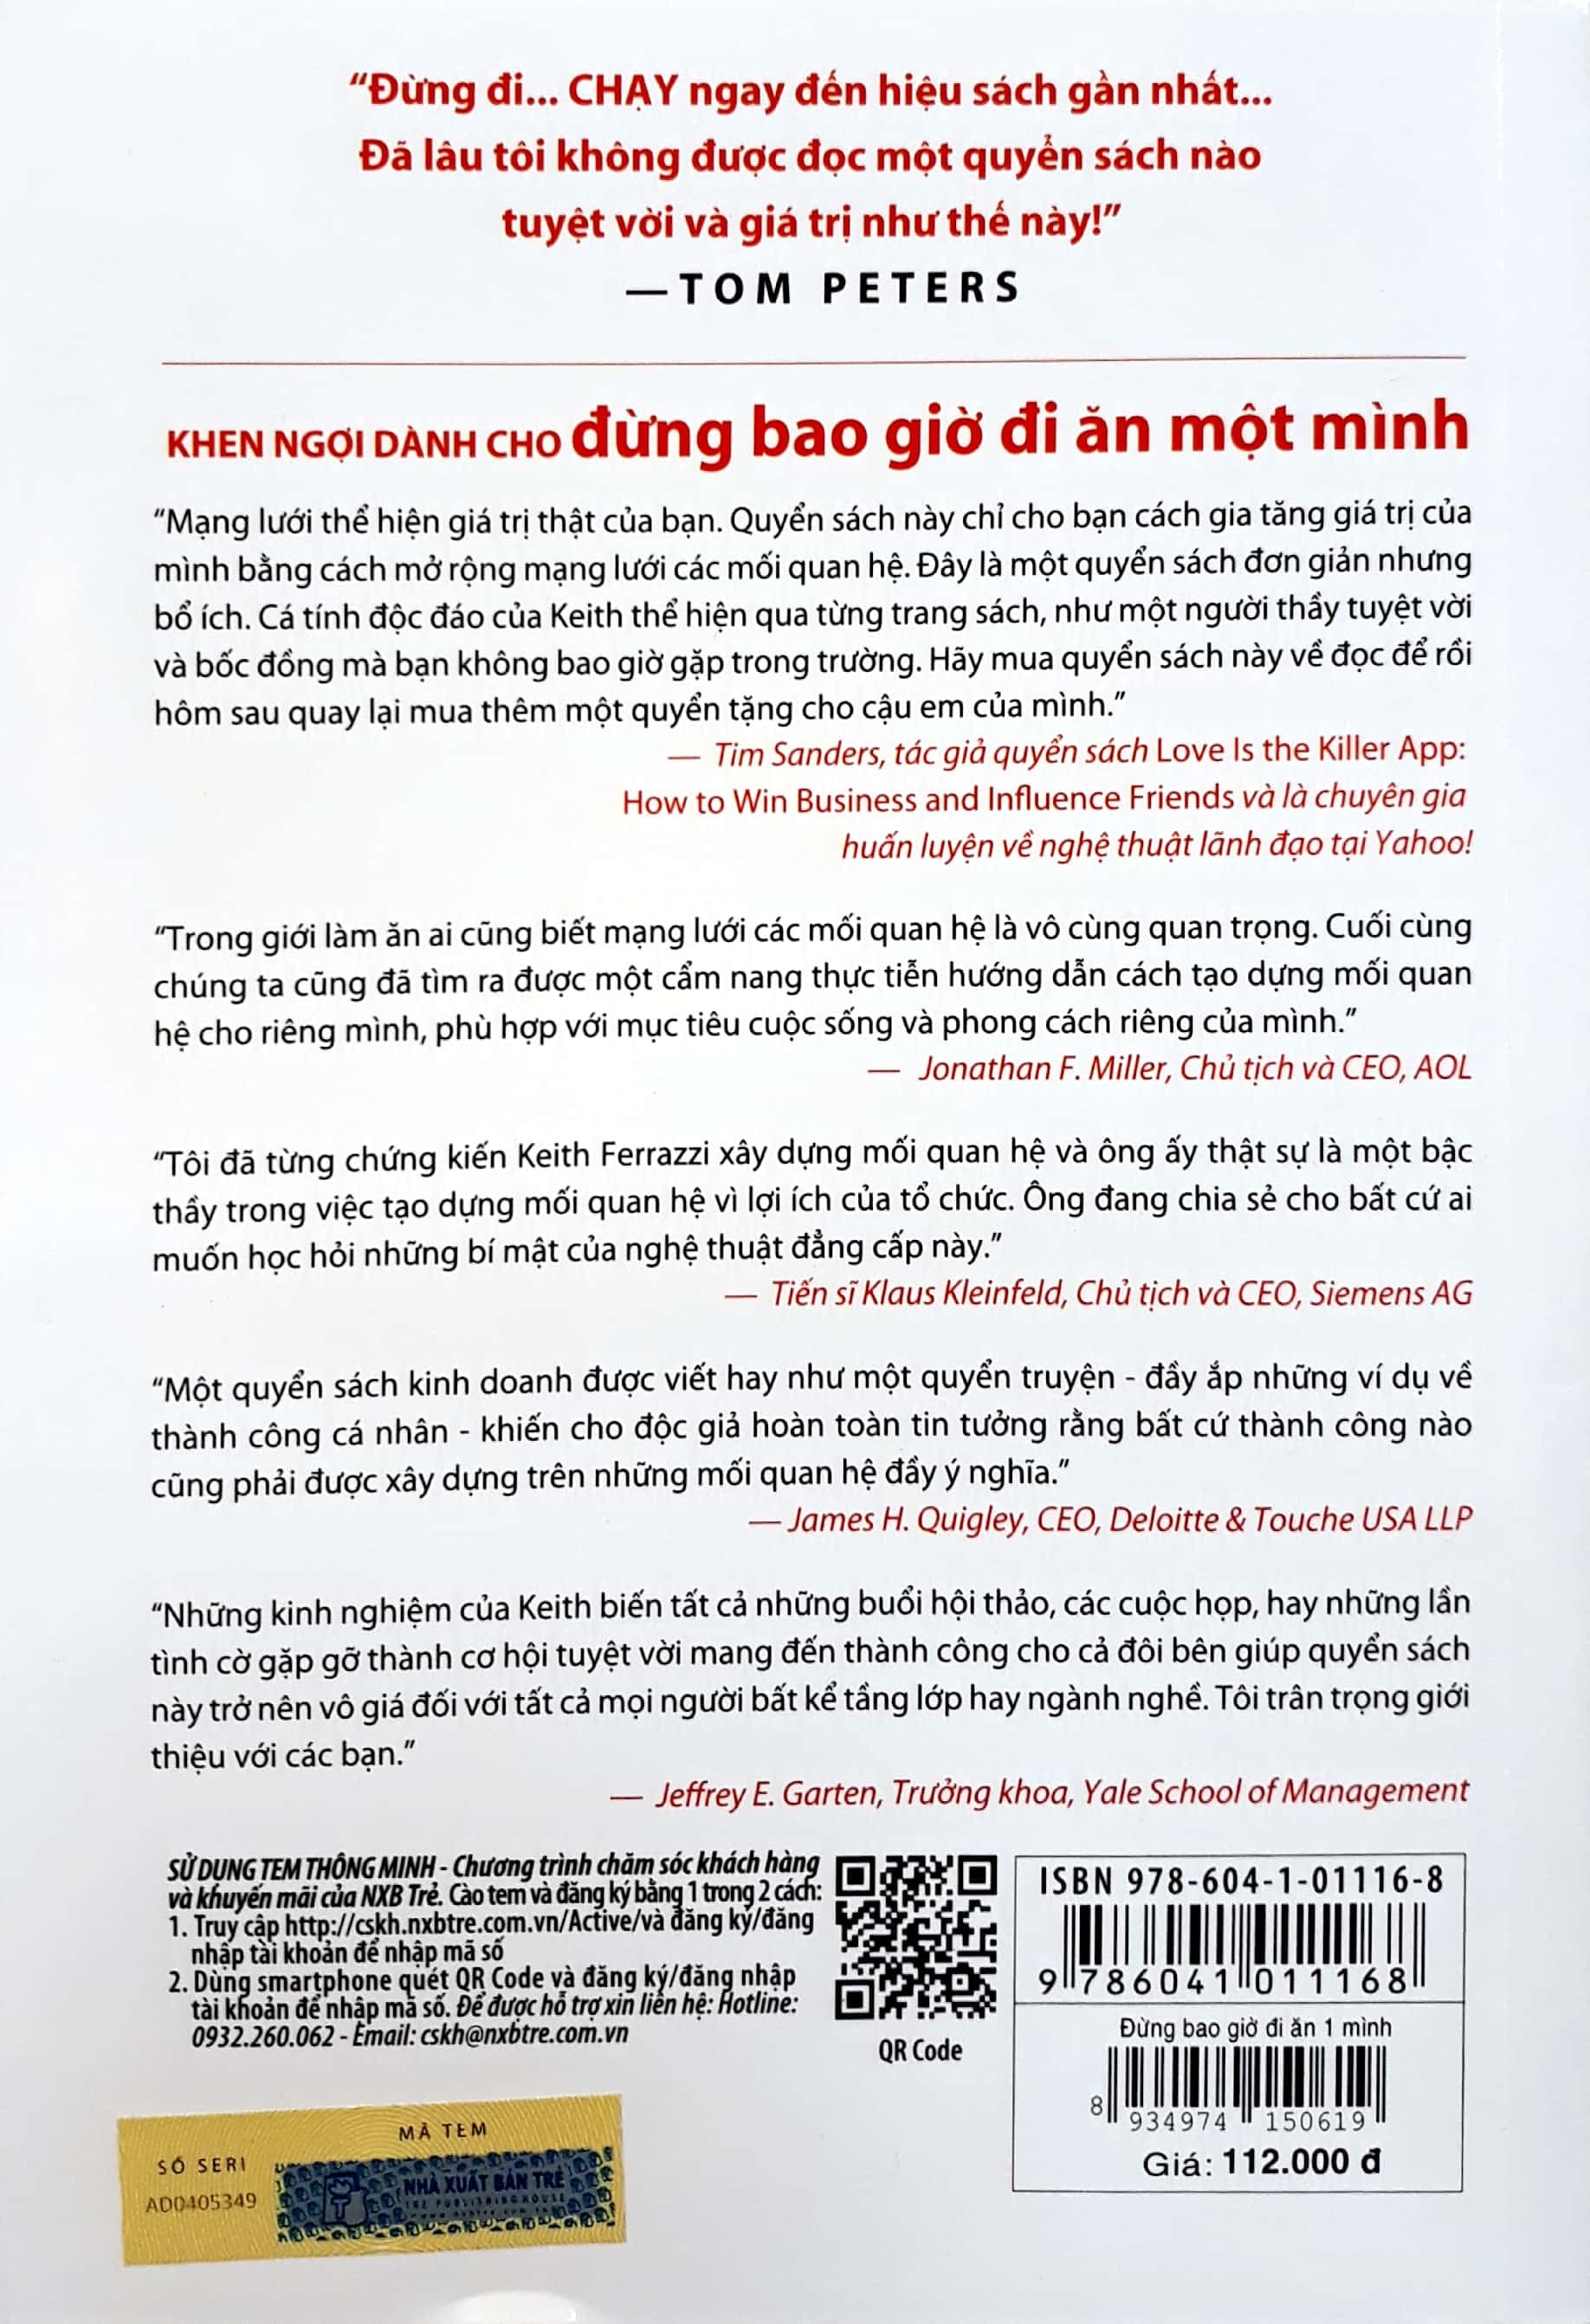 “Đừng đi... CHẠY ngay đến hiệu sách gần nhất...
Đã lâu tôi không được đọc một quyển sách nào
tuyệt vời và giá trị như thế này!”
—TOM PETERS
KHEN NGỢI DÀNH CHO đừng bao giờ đi ăn một mình
“Mạng lưới thể hiện giá trị thật của bạn. Quyển sách này chỉ cho bạn cách gia tăng giá trị của
mình bằng cách mở rộng mạng lưới các mối quan hệ. Đây là một quyển sách đơn giản nhưng
bổ ích. Cá tính độc đáo của Keith thể hiện qua từng trang sách, như một người thầy tuyệt vời
và bốc đồng mà bạn không bao giờ gặp trong trường. Hãy mua quyển sách này về đọc để rồi
hôm sau quay lại mua thêm một quyển tặng cho cậu em của mình.”
— Tim Sanders, tác giả quyển sách Love Is the Killer App:
How to Win Business and Influence Friends và là chuyên gia
huấn luyện về nghệ thuật lãnh đạo tại Yahoo!
“Trong giới làm ăn ai cũng biết mạng lưới các mối quan hệ là vô cùng quan trọng. Cuối cùng
chúng ta cũng đã tìm ra được một cẩm nang thực tiễn hướng dẫn cách tạo dựng mối quan
hệ cho riêng mình, phù hợp với mục tiêu cuộc sống và phong cách riêng của mình.”
— Jonathan F. Miller, Chủ tịch và CEO, AOL
“Tôi đã từng chứng kiến Keith Ferrazzi xây dựng mối quan hệ và ông ấy thật sự là một bậc
thầy trong việc tạo dựng mối quan hệ vì lợi ích của tổ chức. Ông đang chia sẻ cho bất cứ ai
muốn học hỏi những bí mật của nghệ thuật đẳng cấp này.”
— Tiến sĩ Klaus Kleinfeld, Chủ tịch và CEO, Siemens AG
“Một quyển sách kinh doanh được viết hay như một quyển truyện - đầy ắp những ví dụ về
thành công cá nhân - khiến cho độc giả hoàn toàn tin tưởng rằng bất cứ thành công nào
cũng phải được xây dựng trên những mối quan hệ đầy ý nghĩa.”
— James H. Quigley, CEO, Deloitte & Touche USA LLP
“Những kinh nghiệm của Keith biến tất cả những buổi hội thảo, các cuộc họp, hay những lần
tình cờ gặp gỡ thành cơ hội tuyệt vời mang đến thành công cho cả đôi bên giúp quyển sách
này trở nên vô giá đối với tất cả mọi người bất kể tầng lớp hay ngành nghề. Tôi trân trọng giới
thiệu với các bạn.”
— Jeffrey E. Garten, Trưởng khoa, Yale School of Management
SỬ DỤNG TEM THÔNG MINH - Chương trình chăm sóc khách hàng
và khuyến mãi của NXB Trẻ. Cào tem và đăng ký bằng 1 trong 2 cách:
1. Truy cập http://cskh.nxbtre.com.vn/Active/và đăng ký/đăng
nhập tài khoản để nhập mã số
2. Dùng smartphone quét QR Code và đăng ký/đăng nhập
tài khoản để nhập mã số. Để được hỗ trợ xin liên hệ: Hotline:
0932.260.062 - Email: cskh@nxbtre.com.vn
QR Code
ISBN 978-604-1-01116-8
9 786041 011168
Đừng bao giờ đi ăn 1 mình
8 934974 150619
Giá: 112.000 đ
MÃ TEM
SỐ SERI
AD0405349
NHÀ XUẤT BẢN TRẺ